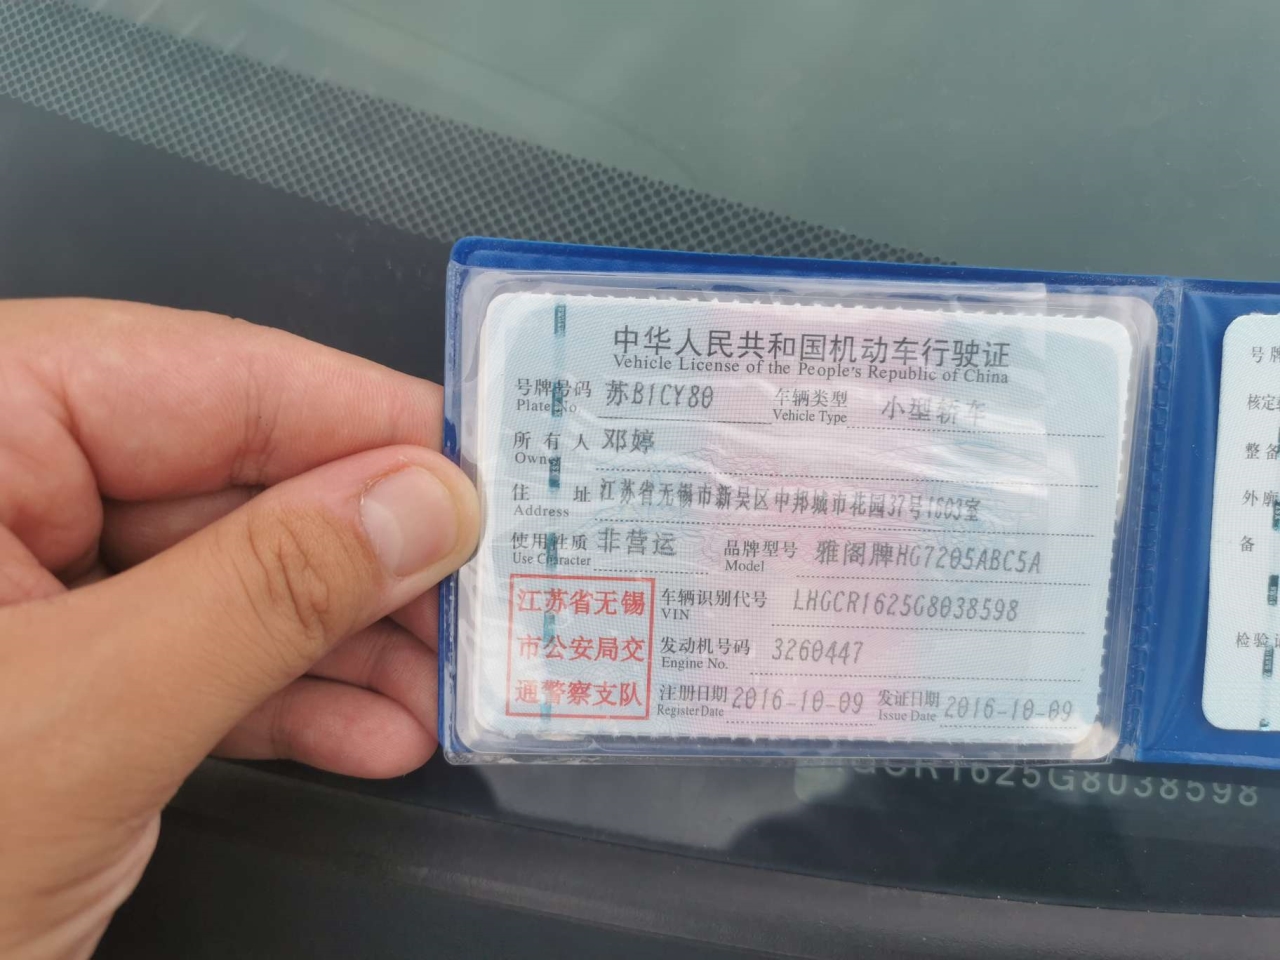 中华人民共和国机动车行驶证
Vehicle License of the People's Republic of China
号牌号码 苏B1CY80 车辆类型 小型轿车
Plate No Vehicle Type
所有人 邓婷
Owner
住址 江苏省无锡市新吴区中邦城市花园37号1603室
Address
使用性质 非营运 品牌型号 雅阁牌HG7205ABC5A
Use Character Model
江苏省无锡
市公安局交
通警察支队
车辆识别代号 LHGCR1625G8038598
VIN
发动机号码 3260447
Engine No.
注册日期 2016-10-09 发证日期 2016-10-09
Register Date Issue Date
号牌
核定
整备
外廓
备
检验
GCR1625G8038598